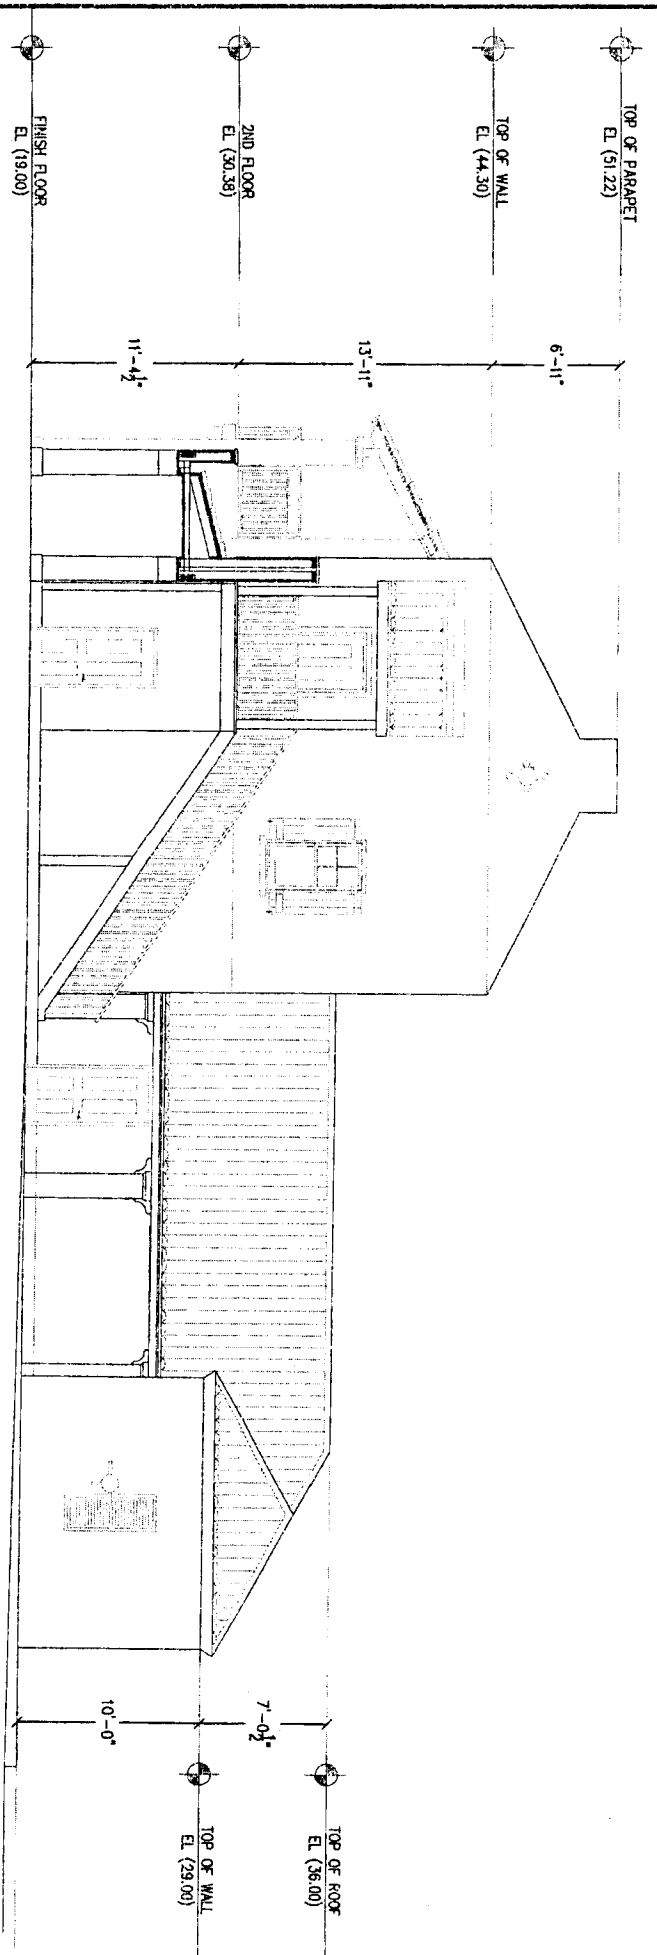 TOP OF PARAPET
EL (51.22)
TOP OF WALL
EL (44.30)
2ND FLOOR
EL (30.38)
FINISH FLOOR
EL (19.00)
6'-11"
13'-11"
11'-4½"
7'-0½"
10'-0"
TOP OF ROOF
EL (36.00)
TOP OF WALL
EL (29.00)